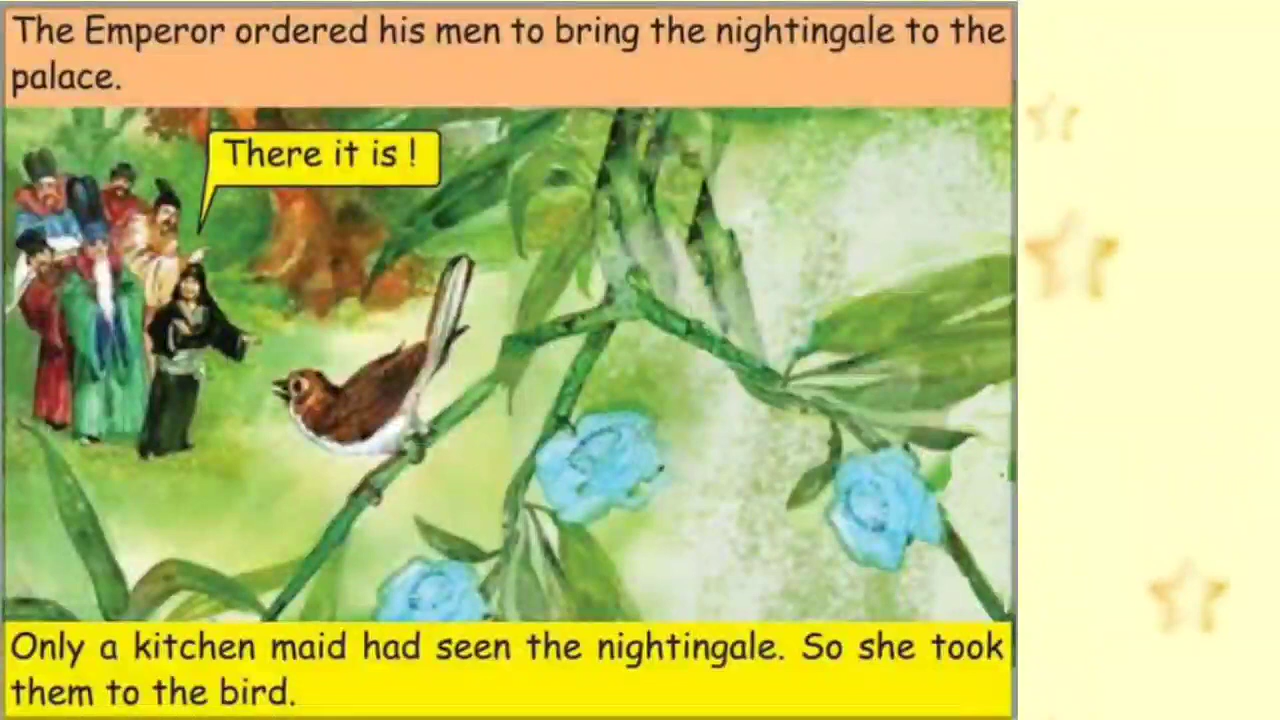 The Emperor ordered his men to bring the nightingale to the
palace.
There it is !
Only a kitchen maid had seen the nightingale. So she took
them to the bird.